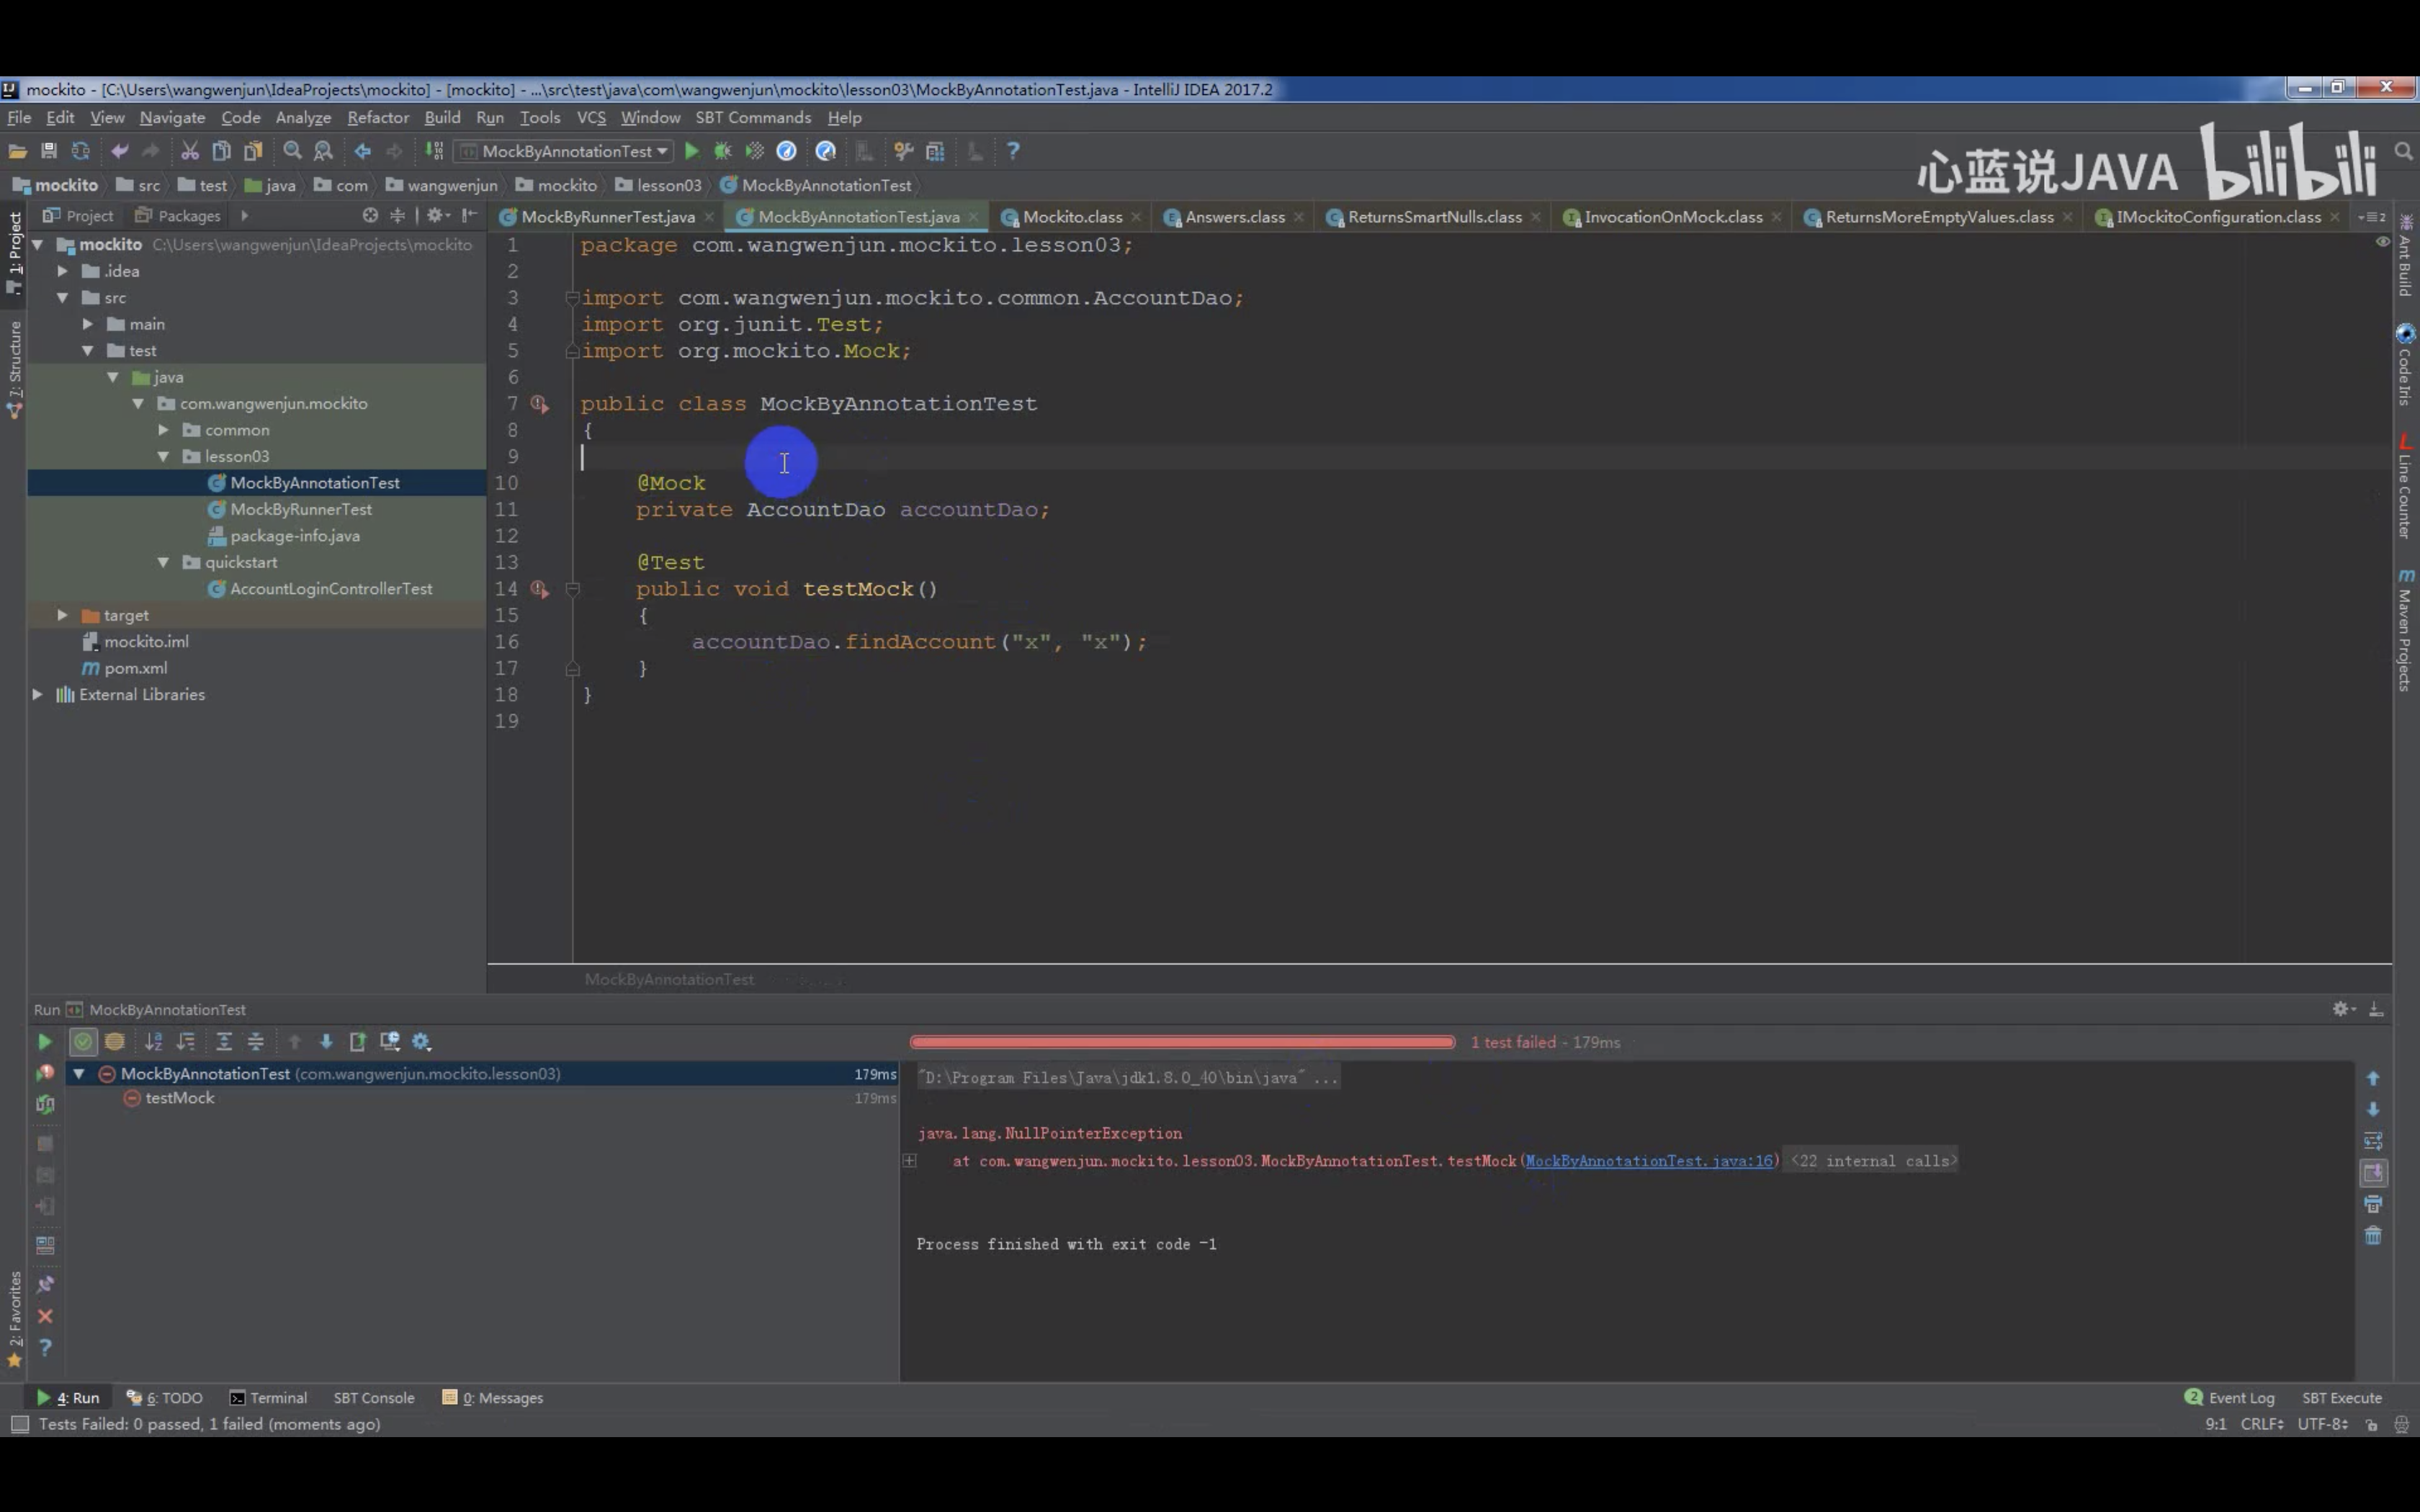 mockito - [C:\Users\wangwenjun\IdeaProjects\mockito] - [mockito] - ...\src\test\java\com\wangwenjun\mockito\lesson03\MockByAnnotationTest.java - IntelliJ IDEA 2017.2
File Edit View Navigate Code Analyze Refactor Build Run Tools VCS Window SBT Commands Help
MockByAnnotationTest
心蓝说JAVA bilibili
mockito src test java com wangwenjun mockito lesson03 MockByAnnotationTest
Project Packages
MockByRunnerTest.java MockByAnnotationTest.java Mockito.class Answers.class ReturnsSmartNulls.class InvocationOnMock.class ReturnsMoreEmptyValues.class IMockitoConfiguration.class 2
1: Project
7: Structure
2: Favorites
mockito C:\Users\wangwenjun\IdeaProjects\mockito
.idea
src
main
test
java
com.wangwenjun.mockito
common
lesson03
MockByAnnotationTest
MockByRunnerTest
package-info.java
quickstart
AccountLoginControllerTest
target
mockito.iml
pom.xml
External Libraries
1 package com.wangwenjun.mockito.lesson03;
2
3 import com.wangwenjun.mockito.common.AccountDao;
4 import org.junit.Test;
5 import org.mockito.Mock;
6
7 public class MockByAnnotationTest
8 {
9
10 @Mock
11 private AccountDao accountDao;
12
13 @Test
14 public void testMock()
15 {
16 accountDao.findAccount("x", "x");
17 }
18 }
19
MockByAnnotationTest
Ant Build
Code Iris
Line Counter
Maven Projects
Run MockByAnnotationTest
1 test failed - 179ms
MockByAnnotationTest (com.wangwenjun.mockito.lesson03) 179ms
testMock 179ms
"D:\Program Files\Java\jdk1.8.0_40\bin\java" ...
java.lang.NullPointerException
at com.wangwenjun.mockito.lesson03.MockByAnnotationTest.testMock(MockByAnnotationTest.java:16) <22 internal calls>
Process finished with exit code -1
4: Run 6: TODO Terminal SBT Console 0: Messages 2 Event Log SBT Execute
Tests Failed: 0 passed, 1 failed (moments ago) 9:1 CRLF UTF-8